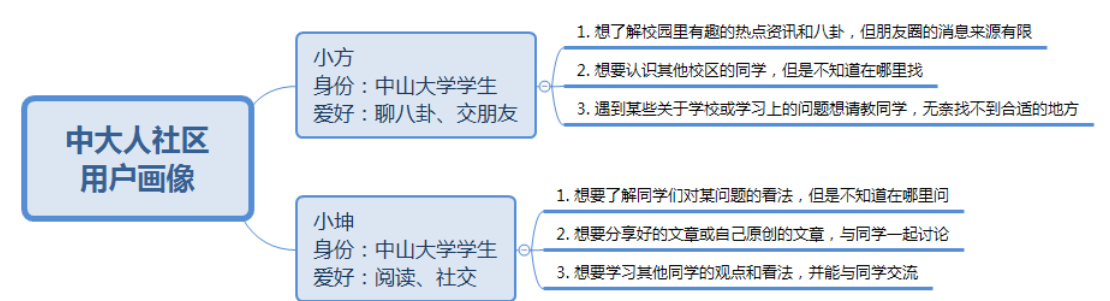 中大人社区
用户画像
小方
身份：中山大学学生
爱好：聊八卦、交朋友
1. 想了解校园里有趣的热点资讯和八卦，但朋友圈的消息来源有限
2. 想要认识其他校区的同学，但是不知道在哪里找
3. 遇到某些关于学校或学习上的问题想请教同学，无奈找不到合适的地方
小坤
身份：中山大学学生
爱好：阅读、社交
1. 想要了解同学们对某问题的看法，但是不知道在哪里问
2. 想要分享好的文章或自己原创的文章，与同学一起讨论
3. 想要学习其他同学的观点和看法，并能与同学交流